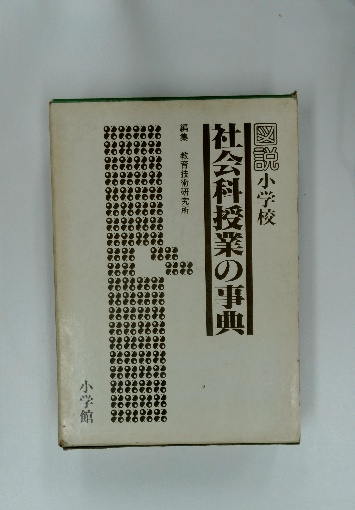 図説
小学校
社会科授業の事典
編集 教育技術研究所
小学館